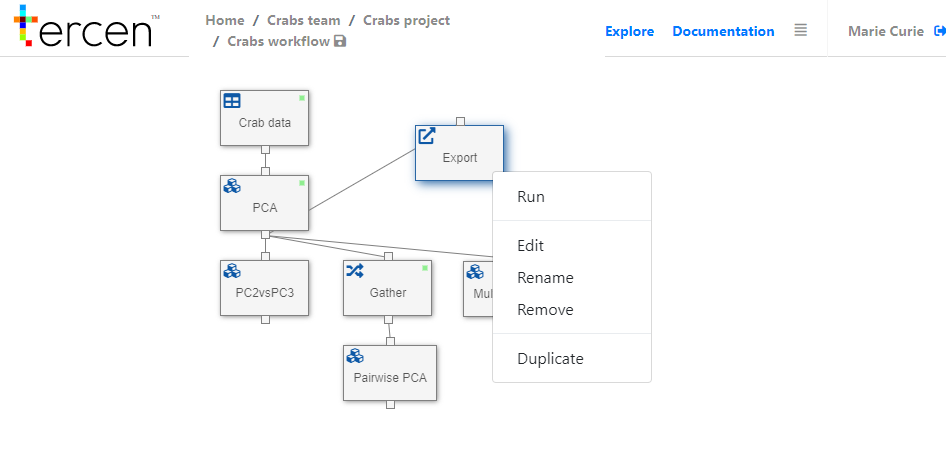 tercen™
Home / Crabs team / Crabs project
/ Crabs workflow
Explore Documentation
Marie Curie
Crab data
Export
PCA
PC2vsPC3
Gather
Mul
Pairwise PCA
Run
Edit
Rename
Remove
Duplicate